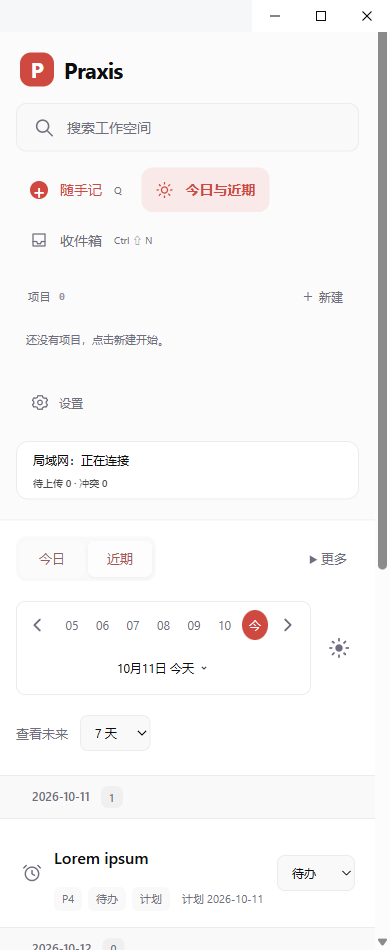 P Praxis
搜索工作空间
随手记 Q 今日与近期
收件箱 Ctrl ⇧ N
项目 0 + 新建
还没有项目，点击新建开始。
设置
局域网：正在连接
待上传 0 · 冲突 0
今日 近期 ▶ 更多
05 06 07 08 09 10 今
10月11日 今天
查看未来 7 天
2026-10-11 1
Lorem ipsum
待办
P4 待办 计划 计划 2026-10-11
2026-10-12 0